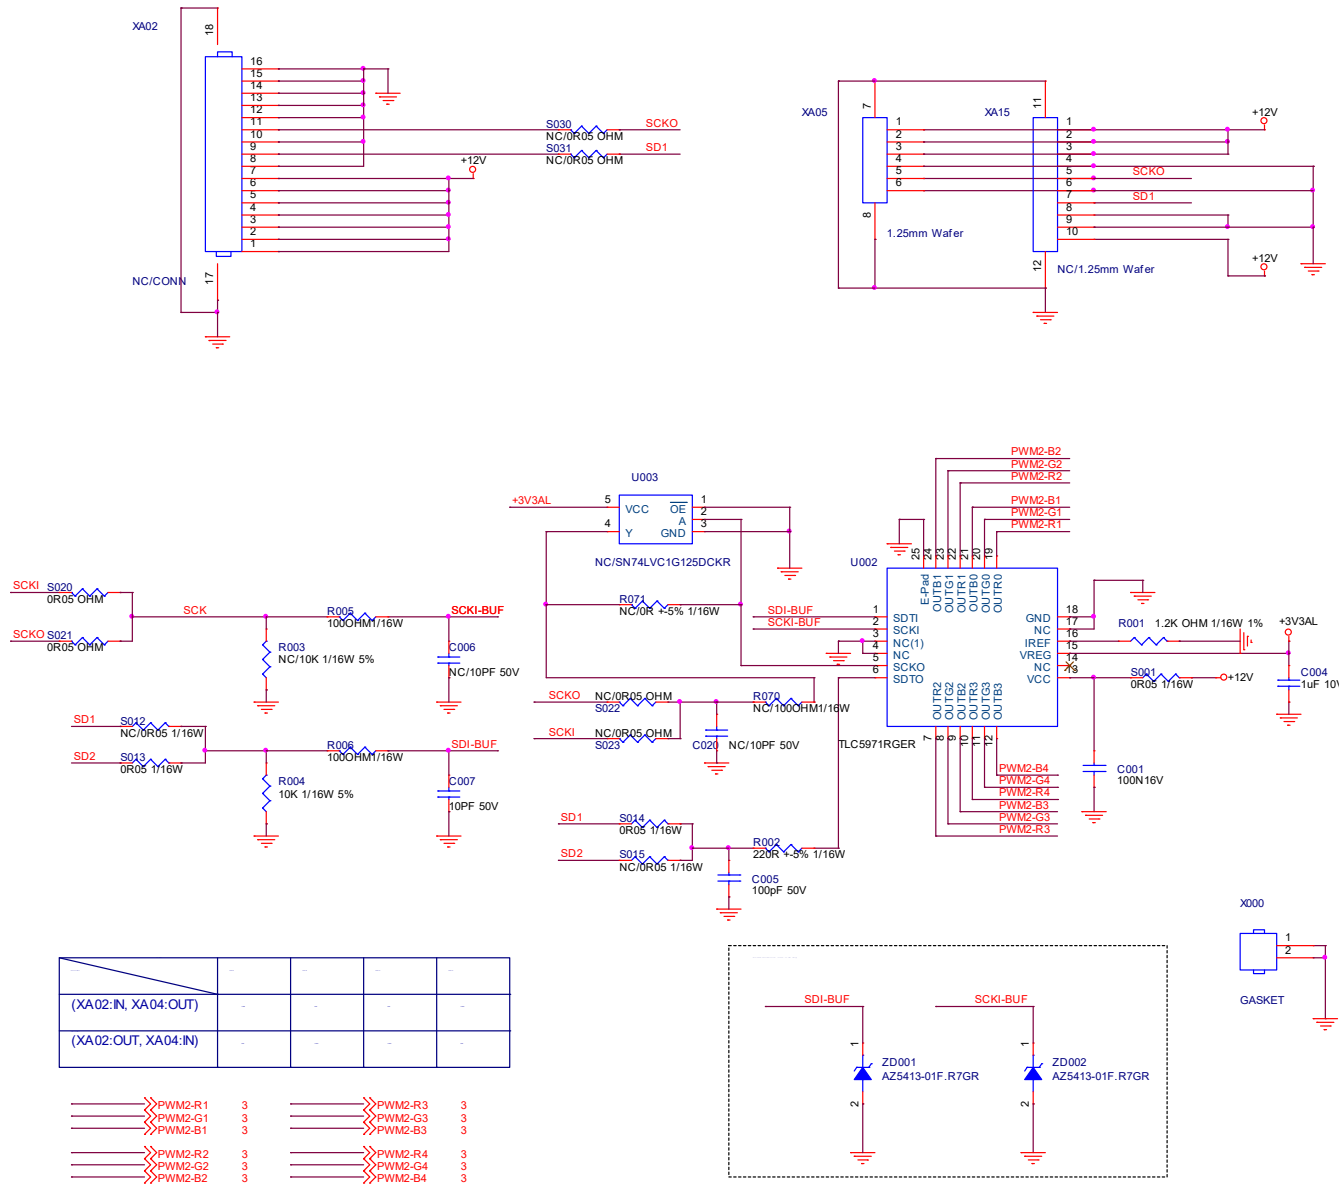 XA02
18
16
15
14
13
12
11
10
9
8
7
6
5
4
3
2
1
17
NC/CONN
S030
NC/0R05 OHM
SCKO
S031
NC/0R05 OHM
SD1
+12V
XA05
7
1
2
3
4
5
6
8
1.25mm Wafer
XA15
11
1
2
3
4
5
6
7
8
9
10
12
NC/1.25mm Wafer
+12V
SCKO
SD1
+12V
U003
+3V3AL
5
4
VCC
Y
OE
A
GND
1
2
3
NC/SN74LVC1G125DCKR
R071
NC/0R +-5% 1/16W
SCKI
S020
0R05 OHM
SCKO
S021
0R05 OHM
SCK
R003
NC/10K 1/16W 5%
R005
100OHM1/16W
SCKI-BUF
C006
NC/10PF 50V
SD1
S012
NC/0R05 1/16W
SD2
S013
0R05 1/16W
R004
10K 1/16W 5%
R006
100OHM1/16W
SDI-BUF
C007
10PF 50V
SCKO
NC/0R05 OHM
S022
SCKI
NC/0R05 OHM
S023
C020
NC/10PF 50V
R070
NC/100OHM1/16W
SD1
S014
0R05 1/16W
SD2
S015
NC/0R05 1/16W
R002
220R +-5% 1/16W
C005
100pF 50V
PWM2-B2
PWM2-G2
PWM2-R2
PWM2-B1
PWM2-G1
PWM2-R1
U002
25
24
23
22
21
20
19
E-Pad
OUTB1
OUTG1
OUTR1
OUTB0
OUTG0
OUTR0
SDI-BUF
SCKI-BUF
1
2
3
4
5
6
SDTI
SCKI
NC(1)
NC
SCKO
SDTO
GND
NC
IREF
VREG
NC
VCC
18
17
16
15
14
13
OUTR2
OUTG2
OUTB2
OUTR3
OUTG3
OUTB3
7
8
9
10
11
12
TLC5971RGER
PWM2-B4
PWM2-G4
PWM2-R4
PWM2-B3
PWM2-G3
PWM2-R3
R001
1.2K OHM 1/16W 1%
+3V3AL
S001
0R05 1/16W
+12V
C004
1uF 10V
C001
100N16V
X000
1
2
GASKET
(XA02:IN, XA04:OUT)
(XA02:OUT, XA04:IN)
SDI-BUF
1
ZD001
AZ5413-01F.R7GR
2
SCKI-BUF
1
ZD002
AZ5413-01F.R7GR
2
PWM2-R1 3
PWM2-G1 3
PWM2-B1 3
PWM2-R2 3
PWM2-G2 3
PWM2-B2 3
PWM2-R3 3
PWM2-G3 3
PWM2-B3 3
PWM2-R4 3
PWM2-G4 3
PWM2-B4 3